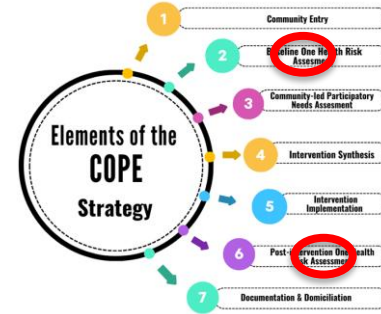 1
Community Entry
2
Baseline One Health Risk
Assesment
3
Community-led Participatory
Needs Assesment
Elements of the
COPE
Strategy
4
Intervention Synthesis
5
Intervention
Implementation
6
Post-intervention One Health
Risk Assessment
7
Documentation & Domiciliation